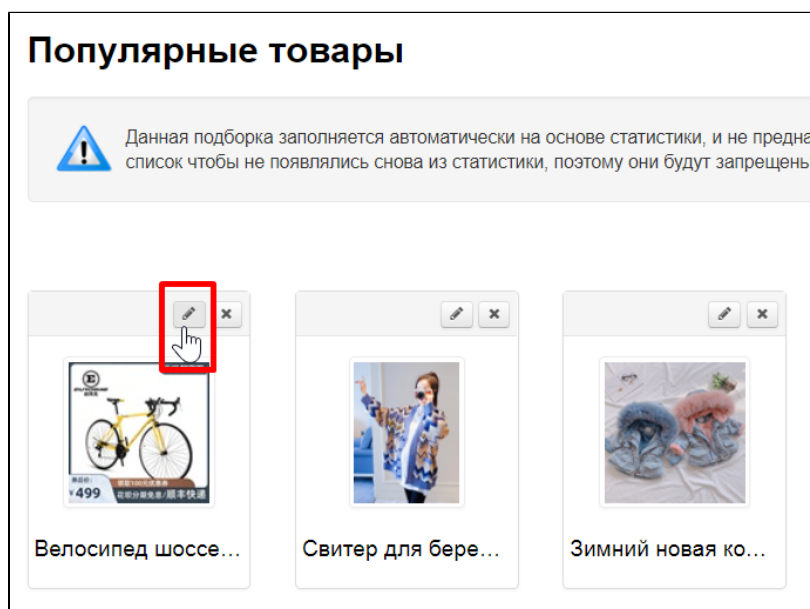 Популярные товары
Данная подборка заполняется автоматически на основе статистики, и не предна
список чтобы не появлялись снова из статистики, поэтому они будут запрещены
¥499
Велосипед шоссе...
Свитер для бере...
Зимний новая ко...